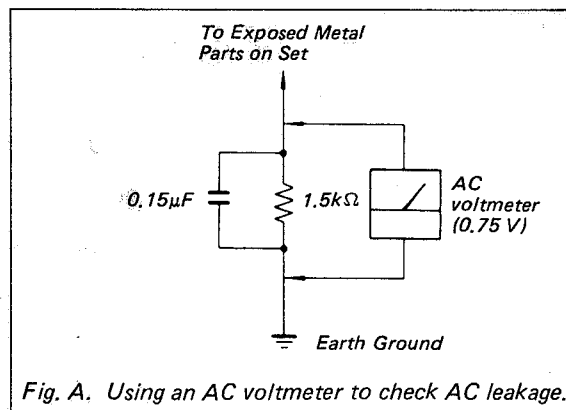 To Exposed Metal
Parts on Set
0.15µF
1.5kΩ
AC
voltmeter
(0.75 V)
Earth Ground
Fig. A. Using an AC voltmeter to check AC leakage.